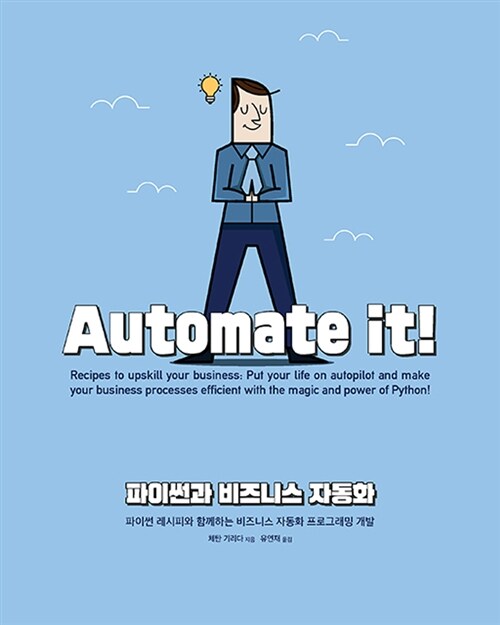 Automate it!
Recipes to upskill your business: Put your life on autopilot and make
your business processes efficient with the magic and power of Python!
파이썬과 비즈니스 자동화
파이썬 레시피와 함께하는 비즈니스 자동화 프로그래밍 개발
체탄 기리다 지음 유연재 옮김